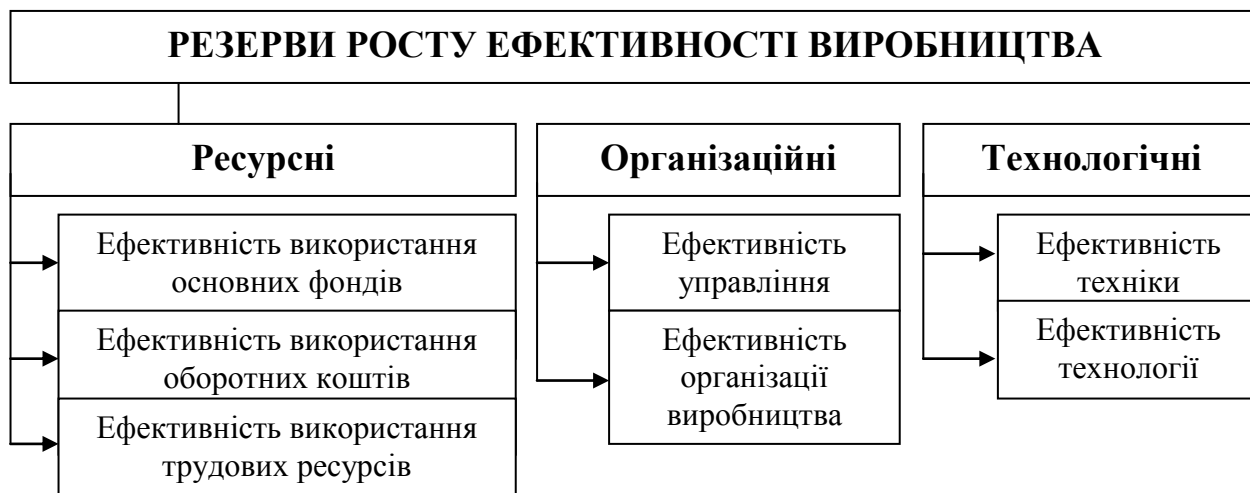 РЕЗЕРВИ РОСТУ ЕФЕКТИВНОСТІ ВИРОБНИЦТВА
Ресурсні
Ефективність використання
основних фондів
Ефективність використання
оборотних коштів
Ефективність використання
трудових ресурсів
Організаційні
Ефективність
управління
Ефективність
організації
виробництва
Технологічні
Ефективність
техніки
Ефективність
технології